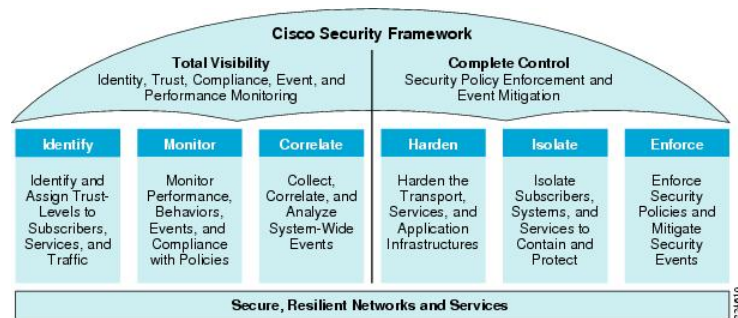 Cisco Security Framework
Total Visibility
Identity, Trust, Compliance, Event, and
Performance Monitoring
Complete Control
Security Policy Enforcement and
Event Mitigation
Identify
Identify and
Assign Trust-
Levels to
Subscribers,
Services, and
Traffic
Monitor
Monitor
Performance,
Behaviors,
Events, and
Compliance
with Policies
Correlate
Collect,
Correlate, and
Analyze
System-Wide
Events
Harden
Harden the
Transport,
Services, and
Application
Infrastructures
Isolate
Isolate
Subscribers,
Systems, and
Services to
Contain and
Protect
Enforce
Enforce
Security
Policies and
Mitigate
Security
Events
Secure, Resilient Networks and Services